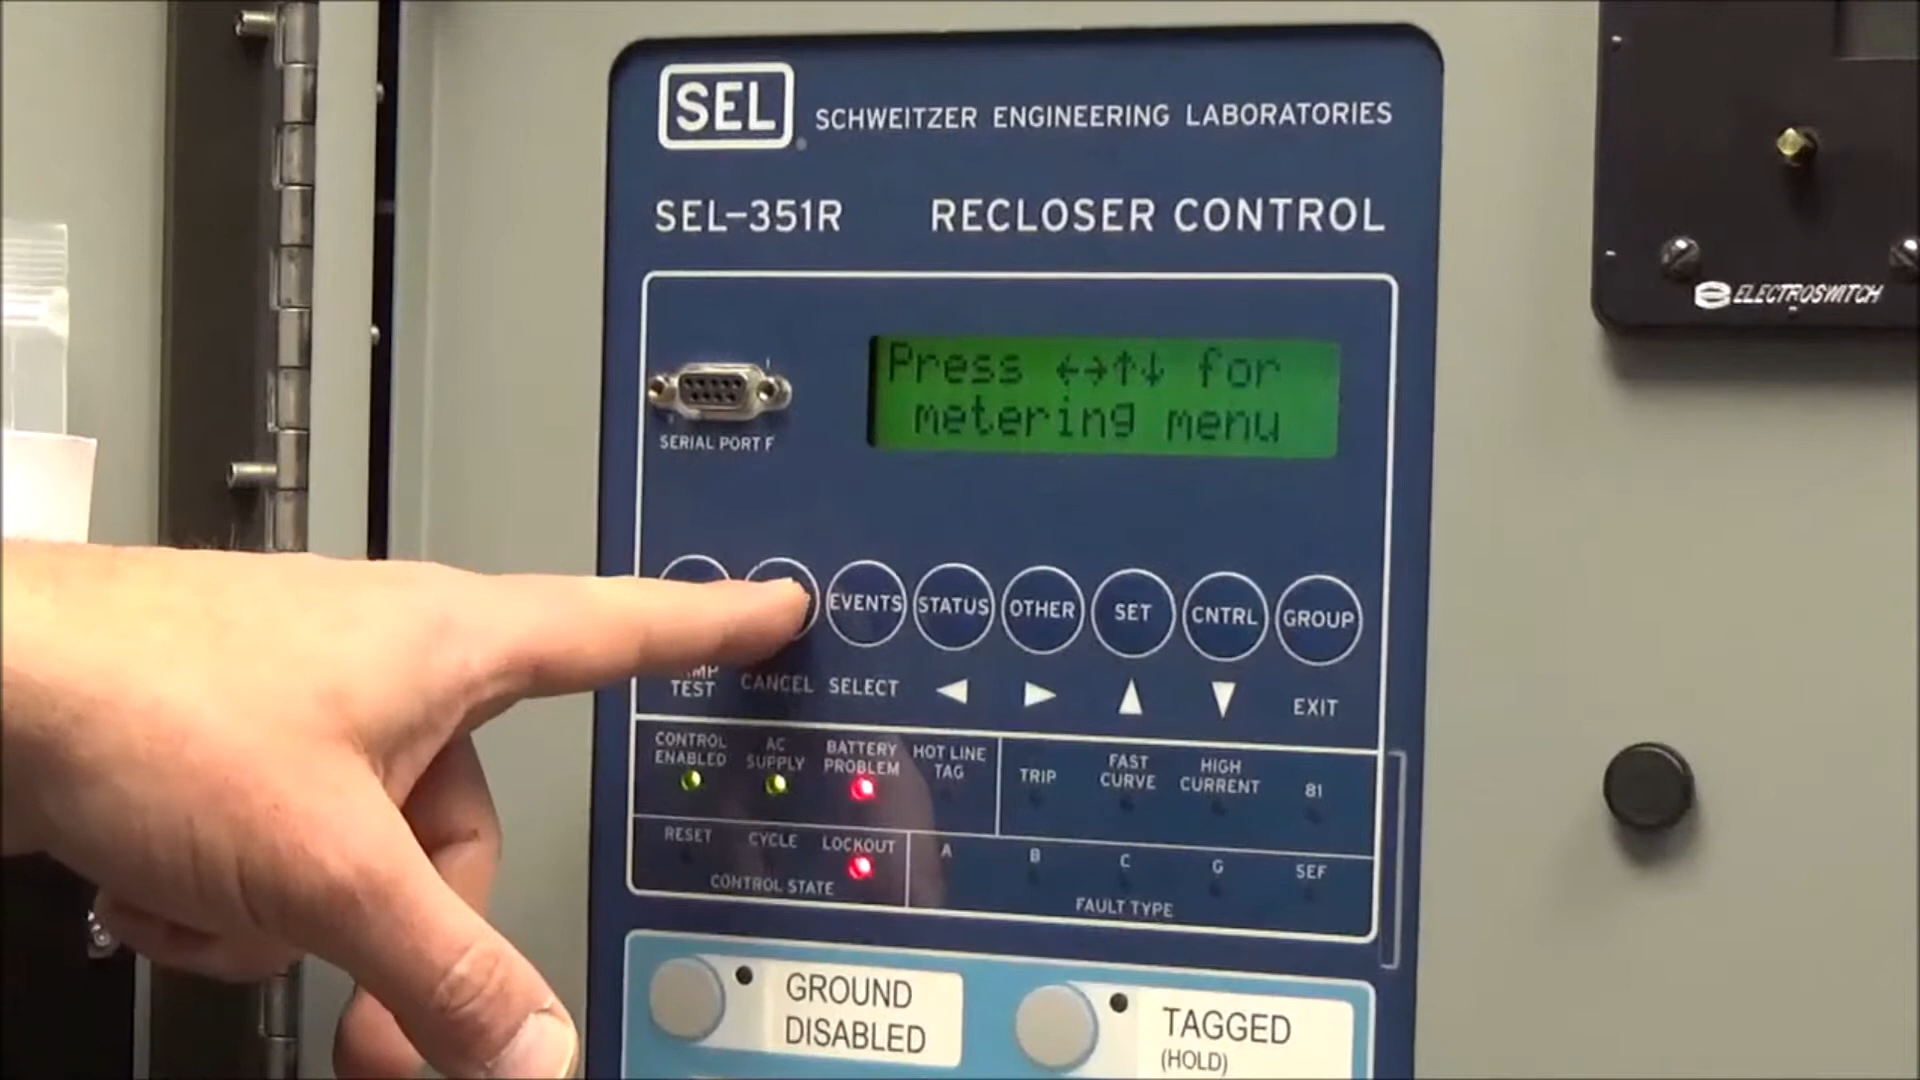 SEL
SCHWEITZER ENGINEERING LABORATORIES
SEL-351R RECLOSER CONTROL
ELECTROSWITCH
Press ←→↑↓ for
metering menu
SERIAL PORT F
EVENTS STATUS OTHER SET CNTRL GROUP
TEST CANCEL SELECT ◀ ▶ ▲ ▼ EXIT
CONTROL ENABLED
AC SUPPLY
BATTERY PROBLEM
HOT LINE TAG
TRIP
FAST CURVE
HIGH CURRENT
81
RESET CYCLE LOCKOUT
CONTROL STATE
A B C G SEF
FAULT TYPE
GROUND
DISABLED
TAGGED
(HOLD)